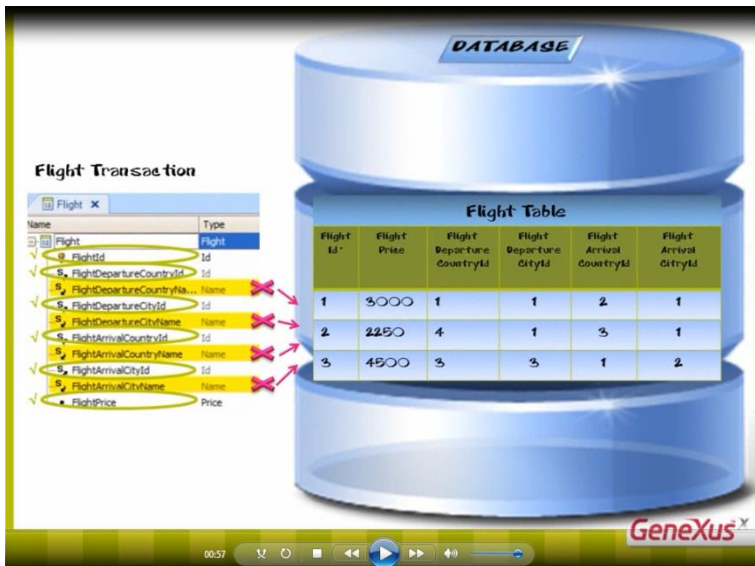 DATABASE
Flight Transaction
Flight X
Name Type
Flight Flight
FlightId Id
FlightDepartureCountryId Id
FlightDepartureCountryNa... Name
FlightDepartureCityId Id
FlightDepartureCityName Name
FlightArrivalCountryId Id
FlightArrivalCountryName Name
FlightArrivalCityId Id
FlightArrivalCityName Name
FlightPrice Price
Flight Table
Flight Id* Flight Price Flight Departure CountryId Flight Departure CityId Flight Arrival CountryId Flight Arrival CitryId
1 3000 1 1 2 1
2 2250 4 1 3 1
3 4500 3 3 1 2
GeneXus X
00:57